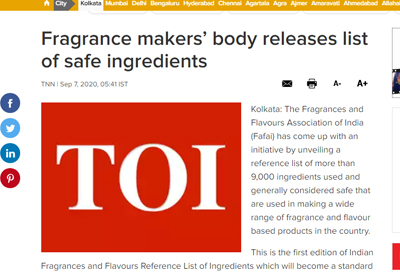 City Kolkata Mumbai Delhi Bengaluru Hyderabad Chennai Agartala Agra Ajmer Amaravati Ahmedabad Allaha
Fragrance makers’ body releases list
of safe ingredients
TNN | Sep 7, 2020, 05:41 IST
A- A+
TOI
Kolkata: The Fragrances and
Flavours Association of India
(Fafai) has come up with an
initiative by unveiling a
reference list of more than
9,000 ingredients used and
generally considered safe that
are used in making a wide
range of fragrance and flavour
based products in the country.
This is the first edition of Indian
Fragrances and Flavours Reference List of Ingredients which will become a standard